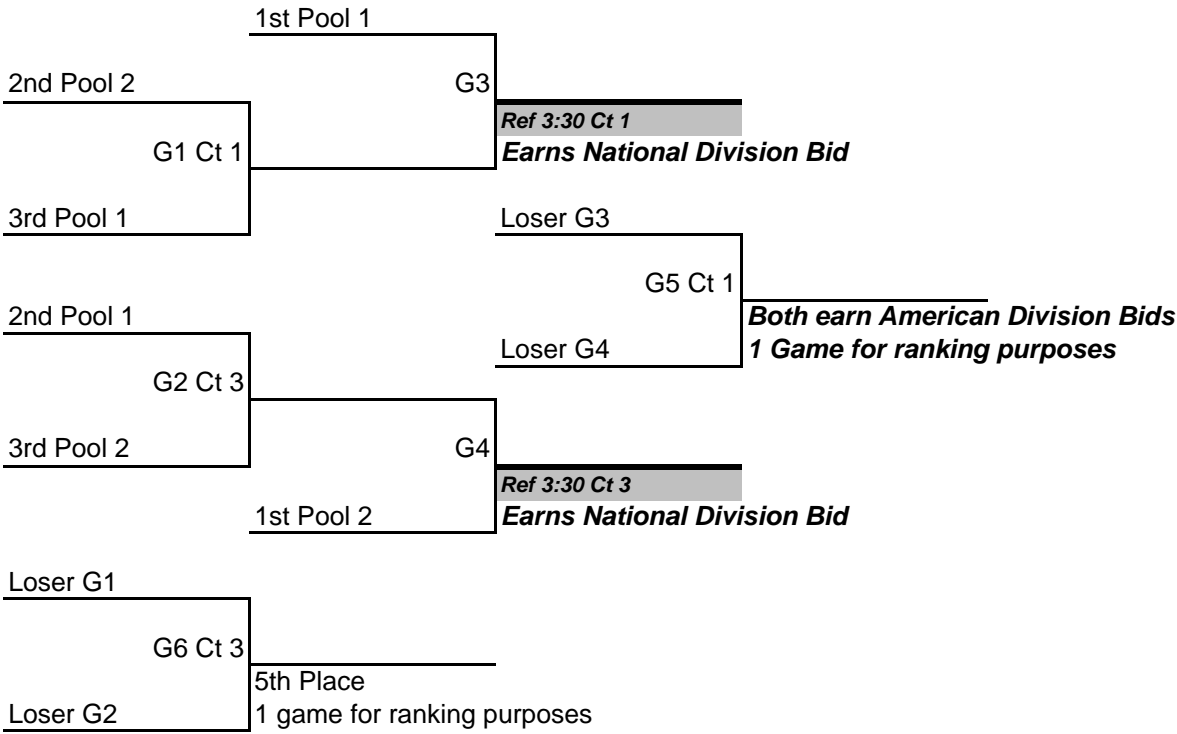 1st Pool 1
2nd Pool 2
G3
Ref 3:30 Ct 1
G1 Ct 1
Earns National Division Bid
3rd Pool 1
Loser G3
G5 Ct 1
2nd Pool 1
Both earn American Division Bids
Loser G4
1 Game for ranking purposes
G2 Ct 3
3rd Pool 2
G4
Ref 3:30 Ct 3
1st Pool 2
Earns National Division Bid
Loser G1
G6 Ct 3
5th Place
Loser G2
1 game for ranking purposes